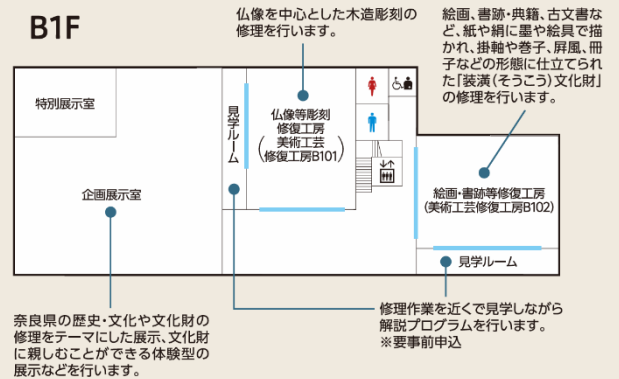 B1F
仏像を中心とした木造彫刻の
修理を行います。
絵画、書跡・典籍、古文書な
ど、紙や絹に墨や絵具で描
かれ、掛軸や巻子、屏風、冊
子などの形態に仕立てられ
た「装潢(そうこう)文化財」
の修理を行います。
特別展示室
企画展示室
見学ルーム
仏像等彫刻
修復工房
(美術工芸
修復工房B101)
絵画・書跡等修復工房
(美術工芸修復工房B102)
見学ルーム
奈良県の歴史・文化や文化財の
修理をテーマにした展示、文化財
に親しむことができる体験型の
展示などを行います。
修理作業を近くで見学しながら
解説プログラムを行います。
※要事前申込